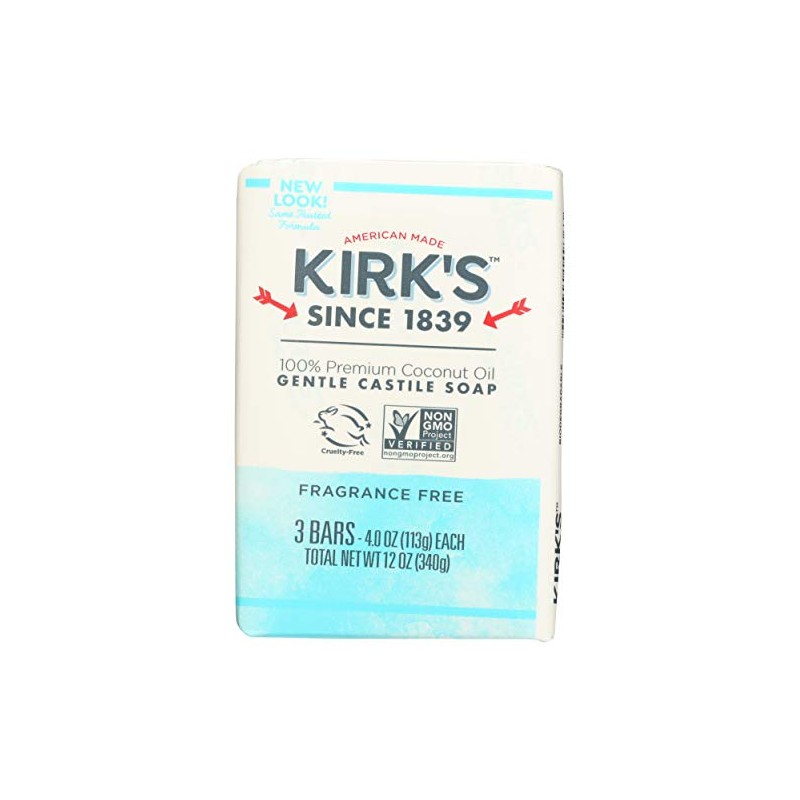 NEW
LOOK!
Same Trusted
Formula
AMERICAN MADE
KIRK'S™
SINCE 1839
100% Premium Coconut Oil
GENTLE CASTILE SOAP
Cruelty-Free
NON
GMO
Project
VERIFIED
nongmoproject.org
FRAGRANCE FREE
3 BARS - 4.0 OZ (113g) EACH
TOTAL NET WT 12 OZ (340g)
BIODEGRADABLE
KIRK'S™